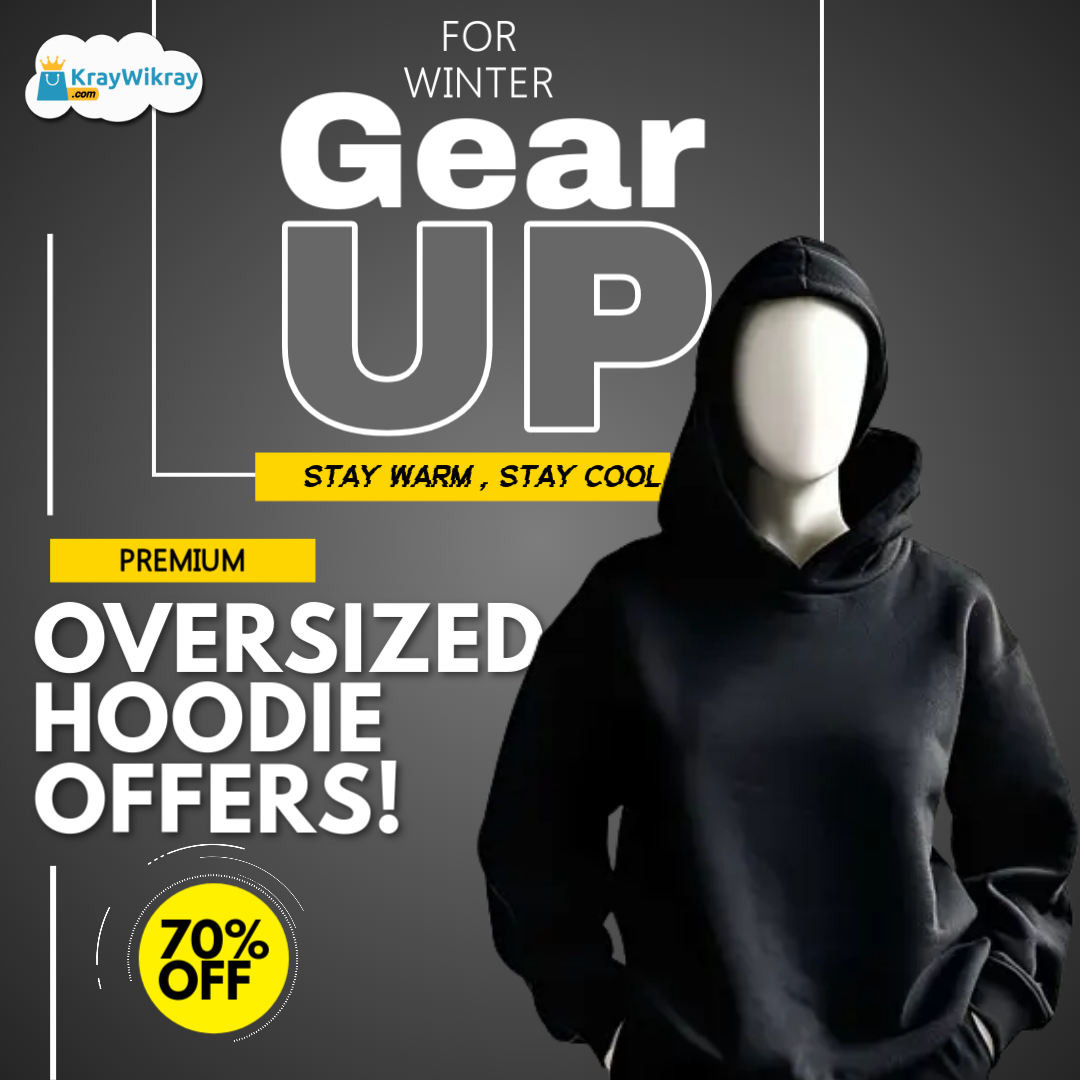 KrayWikray
.com
FOR
WINTER
Gear
UP
STAY WARM , STAY COOL
PREMIUM
OVERSIZED
HOODIE
OFFERS!
70%
OFF